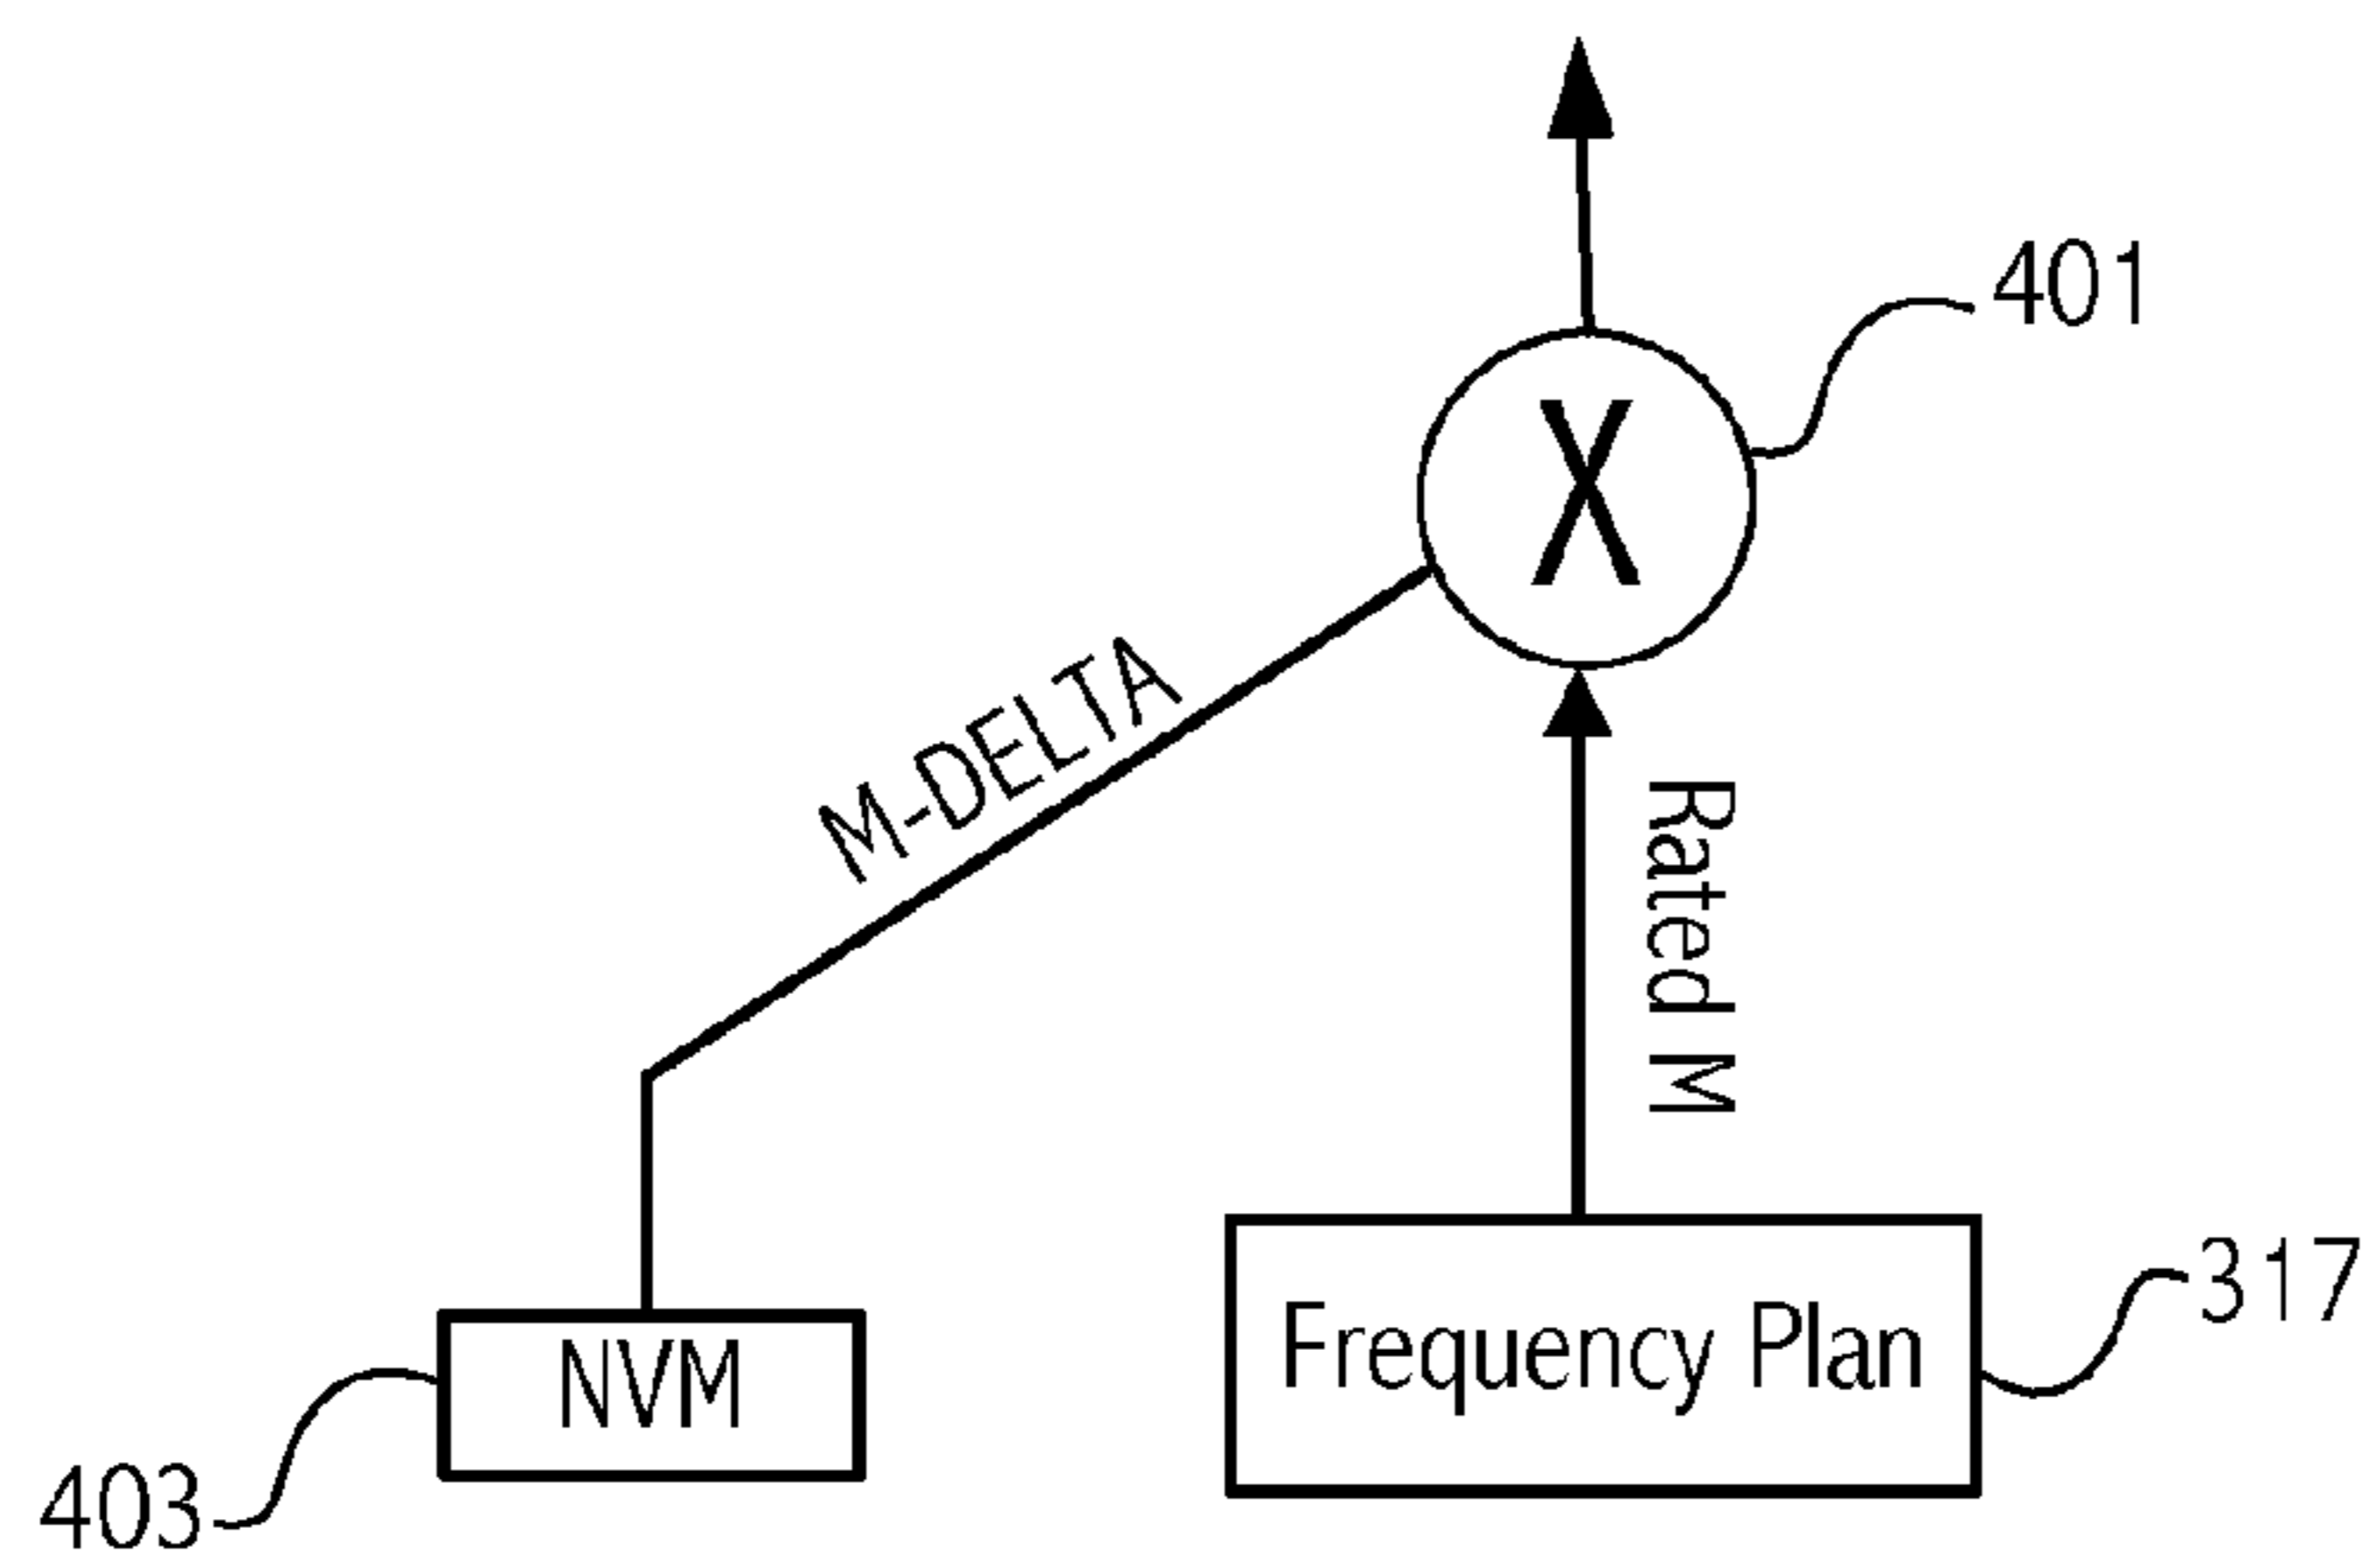 401
X
M-DELTA
Rated M
317
Frequency Plan
NVM
403